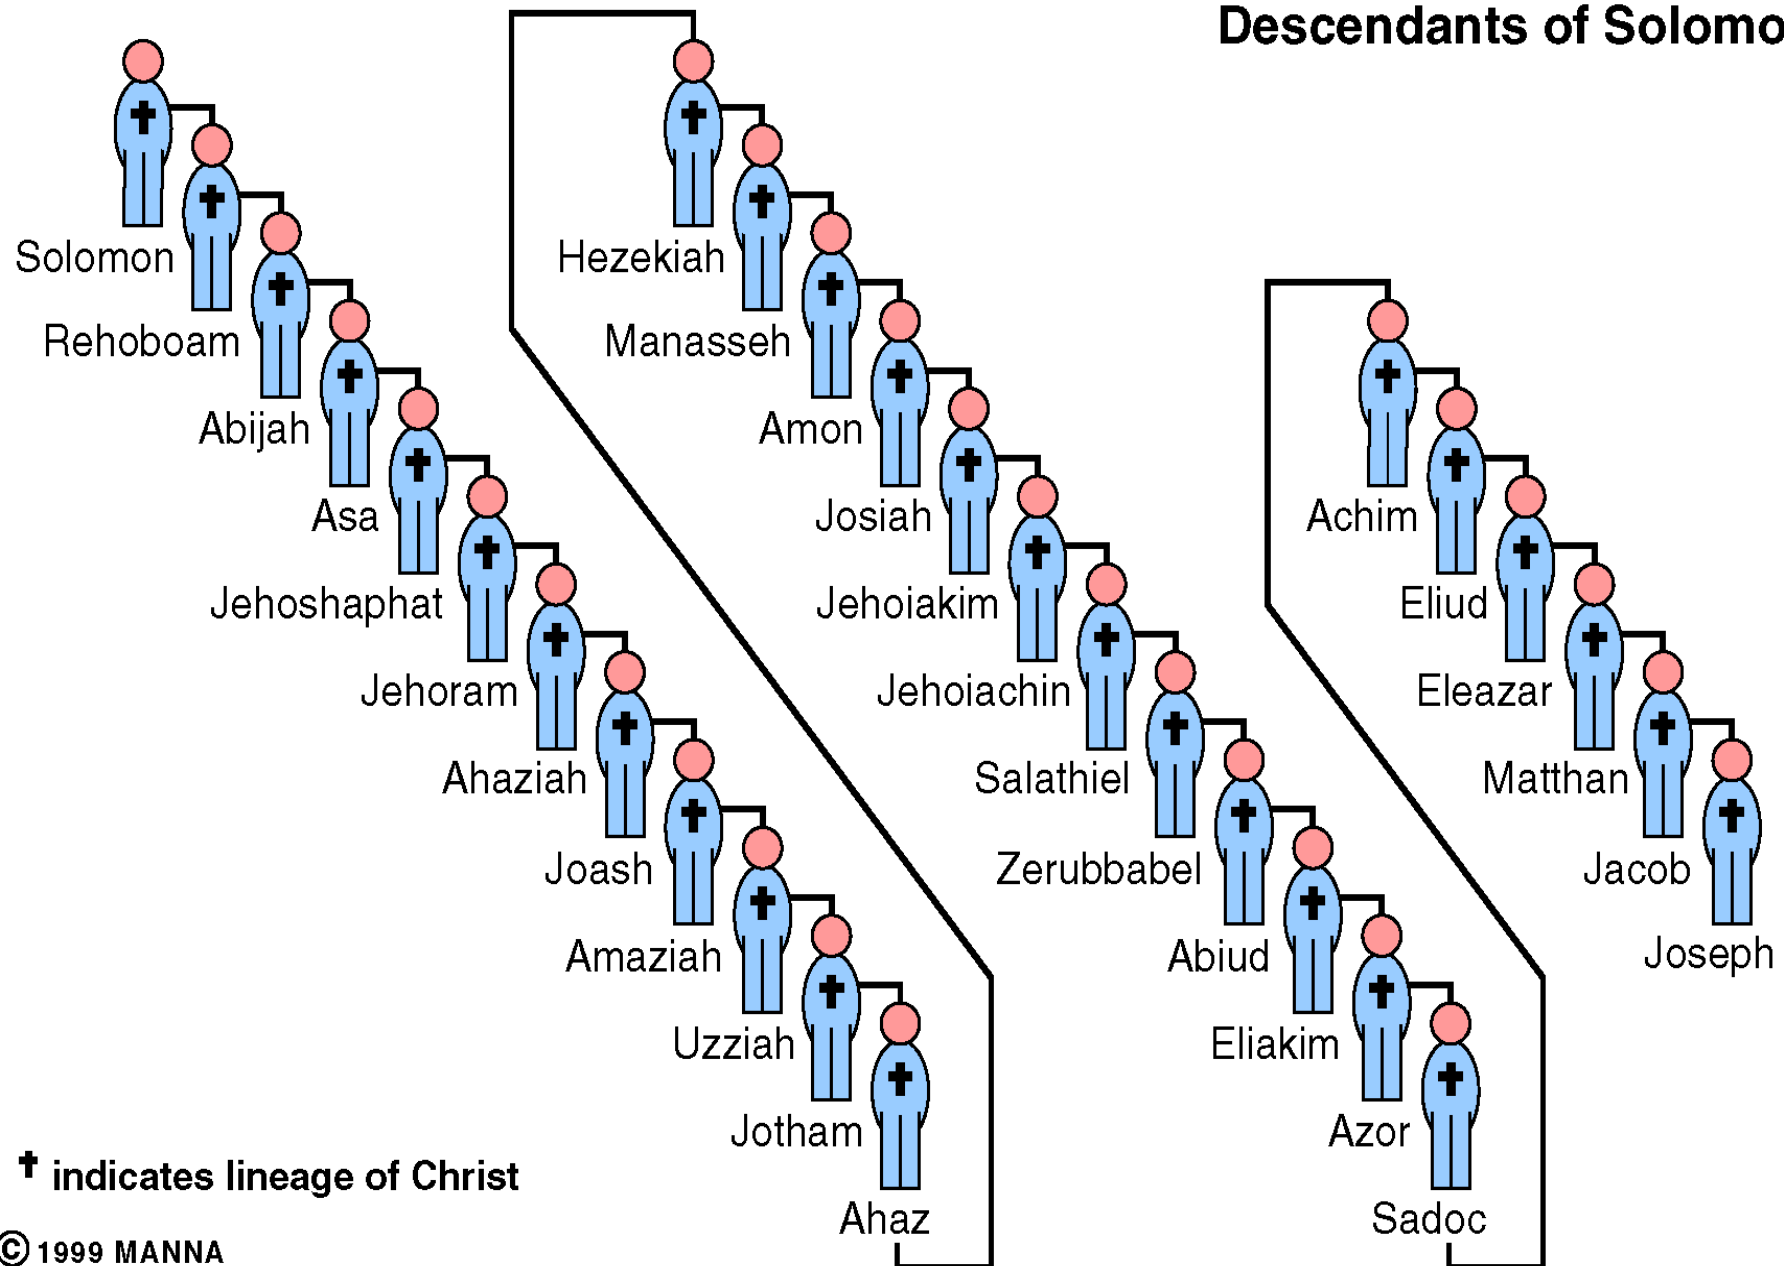 Descendants of Solomo
Solomon
Rehoboam
Abijah
Asa
Jehoshaphat
Jehoram
Ahaziah
Joash
Amaziah
Uzziah
Jotham
Ahaz
Hezekiah
Manasseh
Amon
Josiah
Jehoiakim
Jehoiachin
Salathiel
Zerubbabel
Abiud
Eliakim
Azor
Sadoc
Achim
Eliud
Eleazar
Matthan
Jacob
Joseph
✝ indicates lineage of Christ
© 1999 MANNA